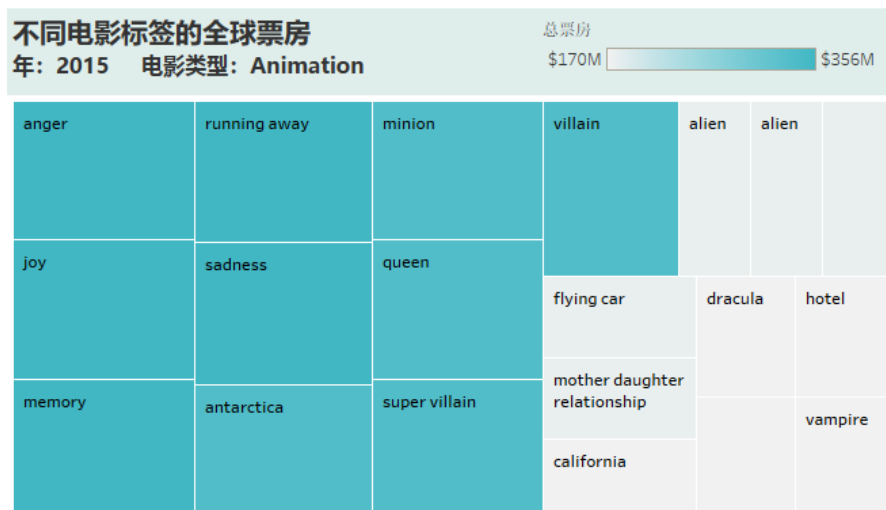 不同电影标签的全球票房
年：2015 电影类型：Animation
总票房
$170M $356M
anger
running away
minion
villain
alien
alien
joy
sadness
queen
flying car
dracula
hotel
mother daughter
relationship
memory
antarctica
super villain
vampire
california